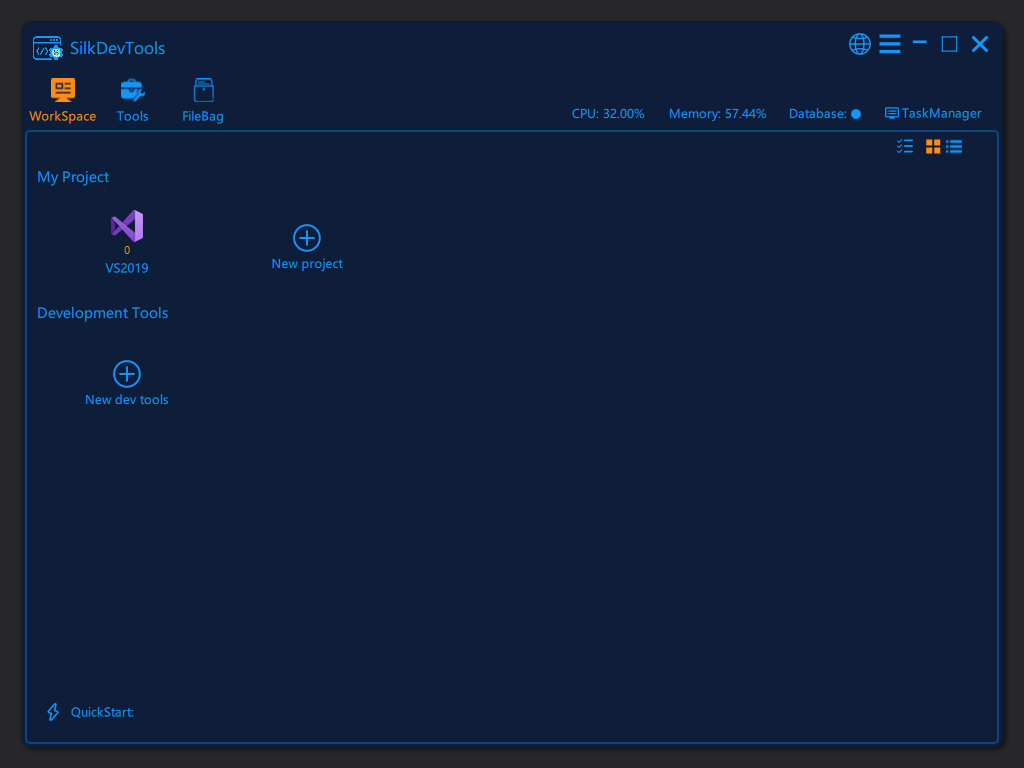 SilkDevTools
WorkSpace Tools FileBag
CPU: 32.00% Memory: 57.44% Database: TaskManager
My Project
0
VS2019
New project
Development Tools
New dev tools
QuickStart: